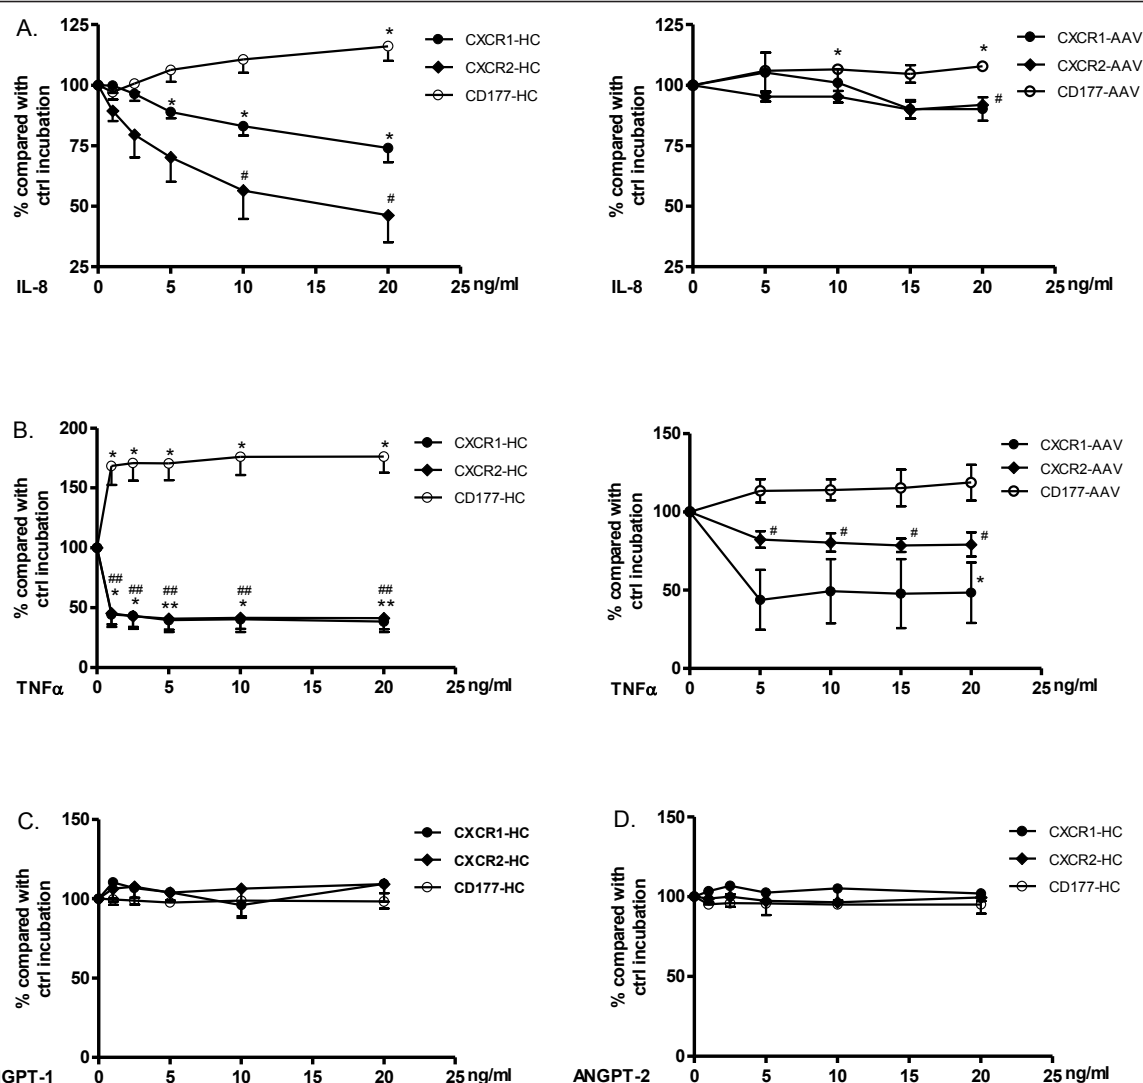 A.
125
100
75
50
25
% compared with
ctrl incubation
* * * * # #
CXCR1-HC
CXCR2-HC
CD177-HC
0 5 10 15 20 25 ng/ml
IL-8
125
100
75
50
25
% compared with
ctrl incubation
* * #
CXCR1-AAV
CXCR2-AAV
CD177-AAV
0 5 10 15 20 25 ng/ml
IL-8
B.
200
150
100
50
0
% compared with
ctrl incubation
* * * * *
## ## ## ## ##
* * ** * **
CXCR1-HC
CXCR2-HC
CD177-HC
0 5 10 15 20 25 ng/ml
TNFα
150
100
50
0
% compared with
ctrl incubation
# # # #
*
CXCR1-AAV
CXCR2-AAV
CD177-AAV
0 5 10 15 20 25 ng/ml
TNFα
C.
150
100
50
0
% compared with
ctrl incubation
CXCR1-HC
CXCR2-HC
CD177-HC
0 5 10 15 20 25 ng/ml
NGPT-1
D.
150
100
50
0
% compared with
ctrl incubation
CXCR1-HC
CXCR2-HC
CD177-HC
0 5 10 15 20 25 ng/ml
ANGPT-2